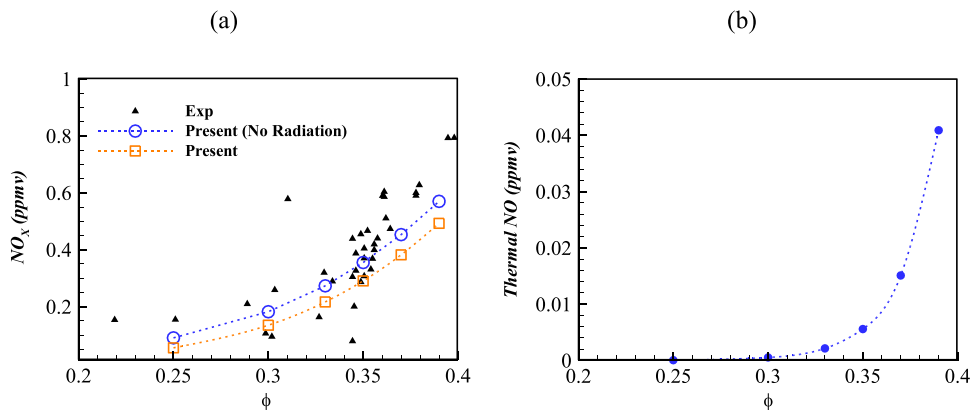 (a)
(b)
1
0.8
0.6
0.4
0.2
NOX (ppmv)
Exp
Present (No Radiation)
Present
0.2
0.25
0.3
0.35
0.4
ϕ
0.05
0.04
0.03
0.02
0.01
0
Thermal NO (ppmv)
0.2
0.25
0.3
0.35
0.4
ϕ